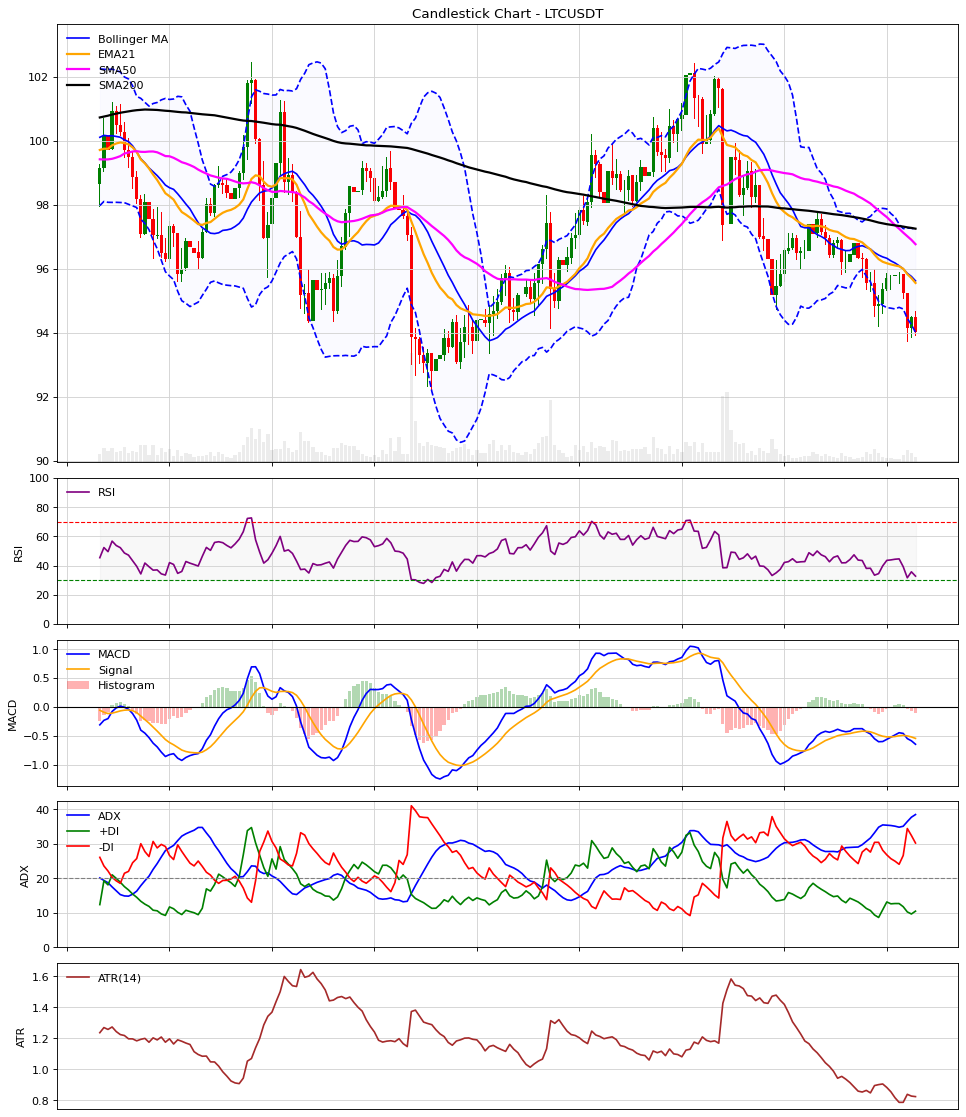 Candlestick Chart - LTCUSDT
Bollinger MA
EMA21
SMA50
SMA200
102
100
98
96
94
92
90
RSI
RSI
100
80
60
40
20
0
MACD
MACD
Signal
Histogram
1.0
0.5
0.0
−0.5
−1.0
ADX
ADX
+DI
-DI
40
30
20
10
0
ATR
ATR(14)
1.6
1.4
1.2
1.0
0.8